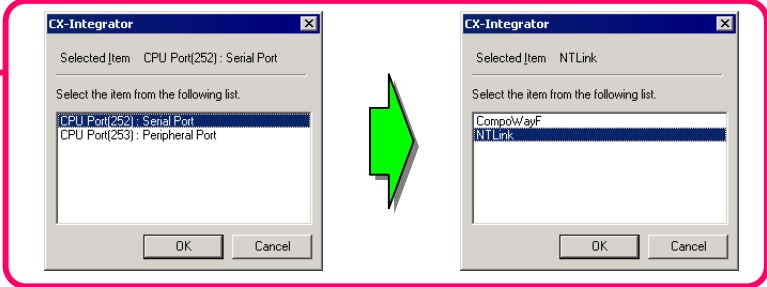 CX-Integrator
Selected Item CPU Port(252) : Serial Port
Select the item from the following list.
CPU Port(252) : Serial Port
CPU Port(253) : Peripheral Port
OK Cancel
CX-Integrator
Selected Item NTLink
Select the item from the following list.
CompoWayF
NTLink
OK Cancel